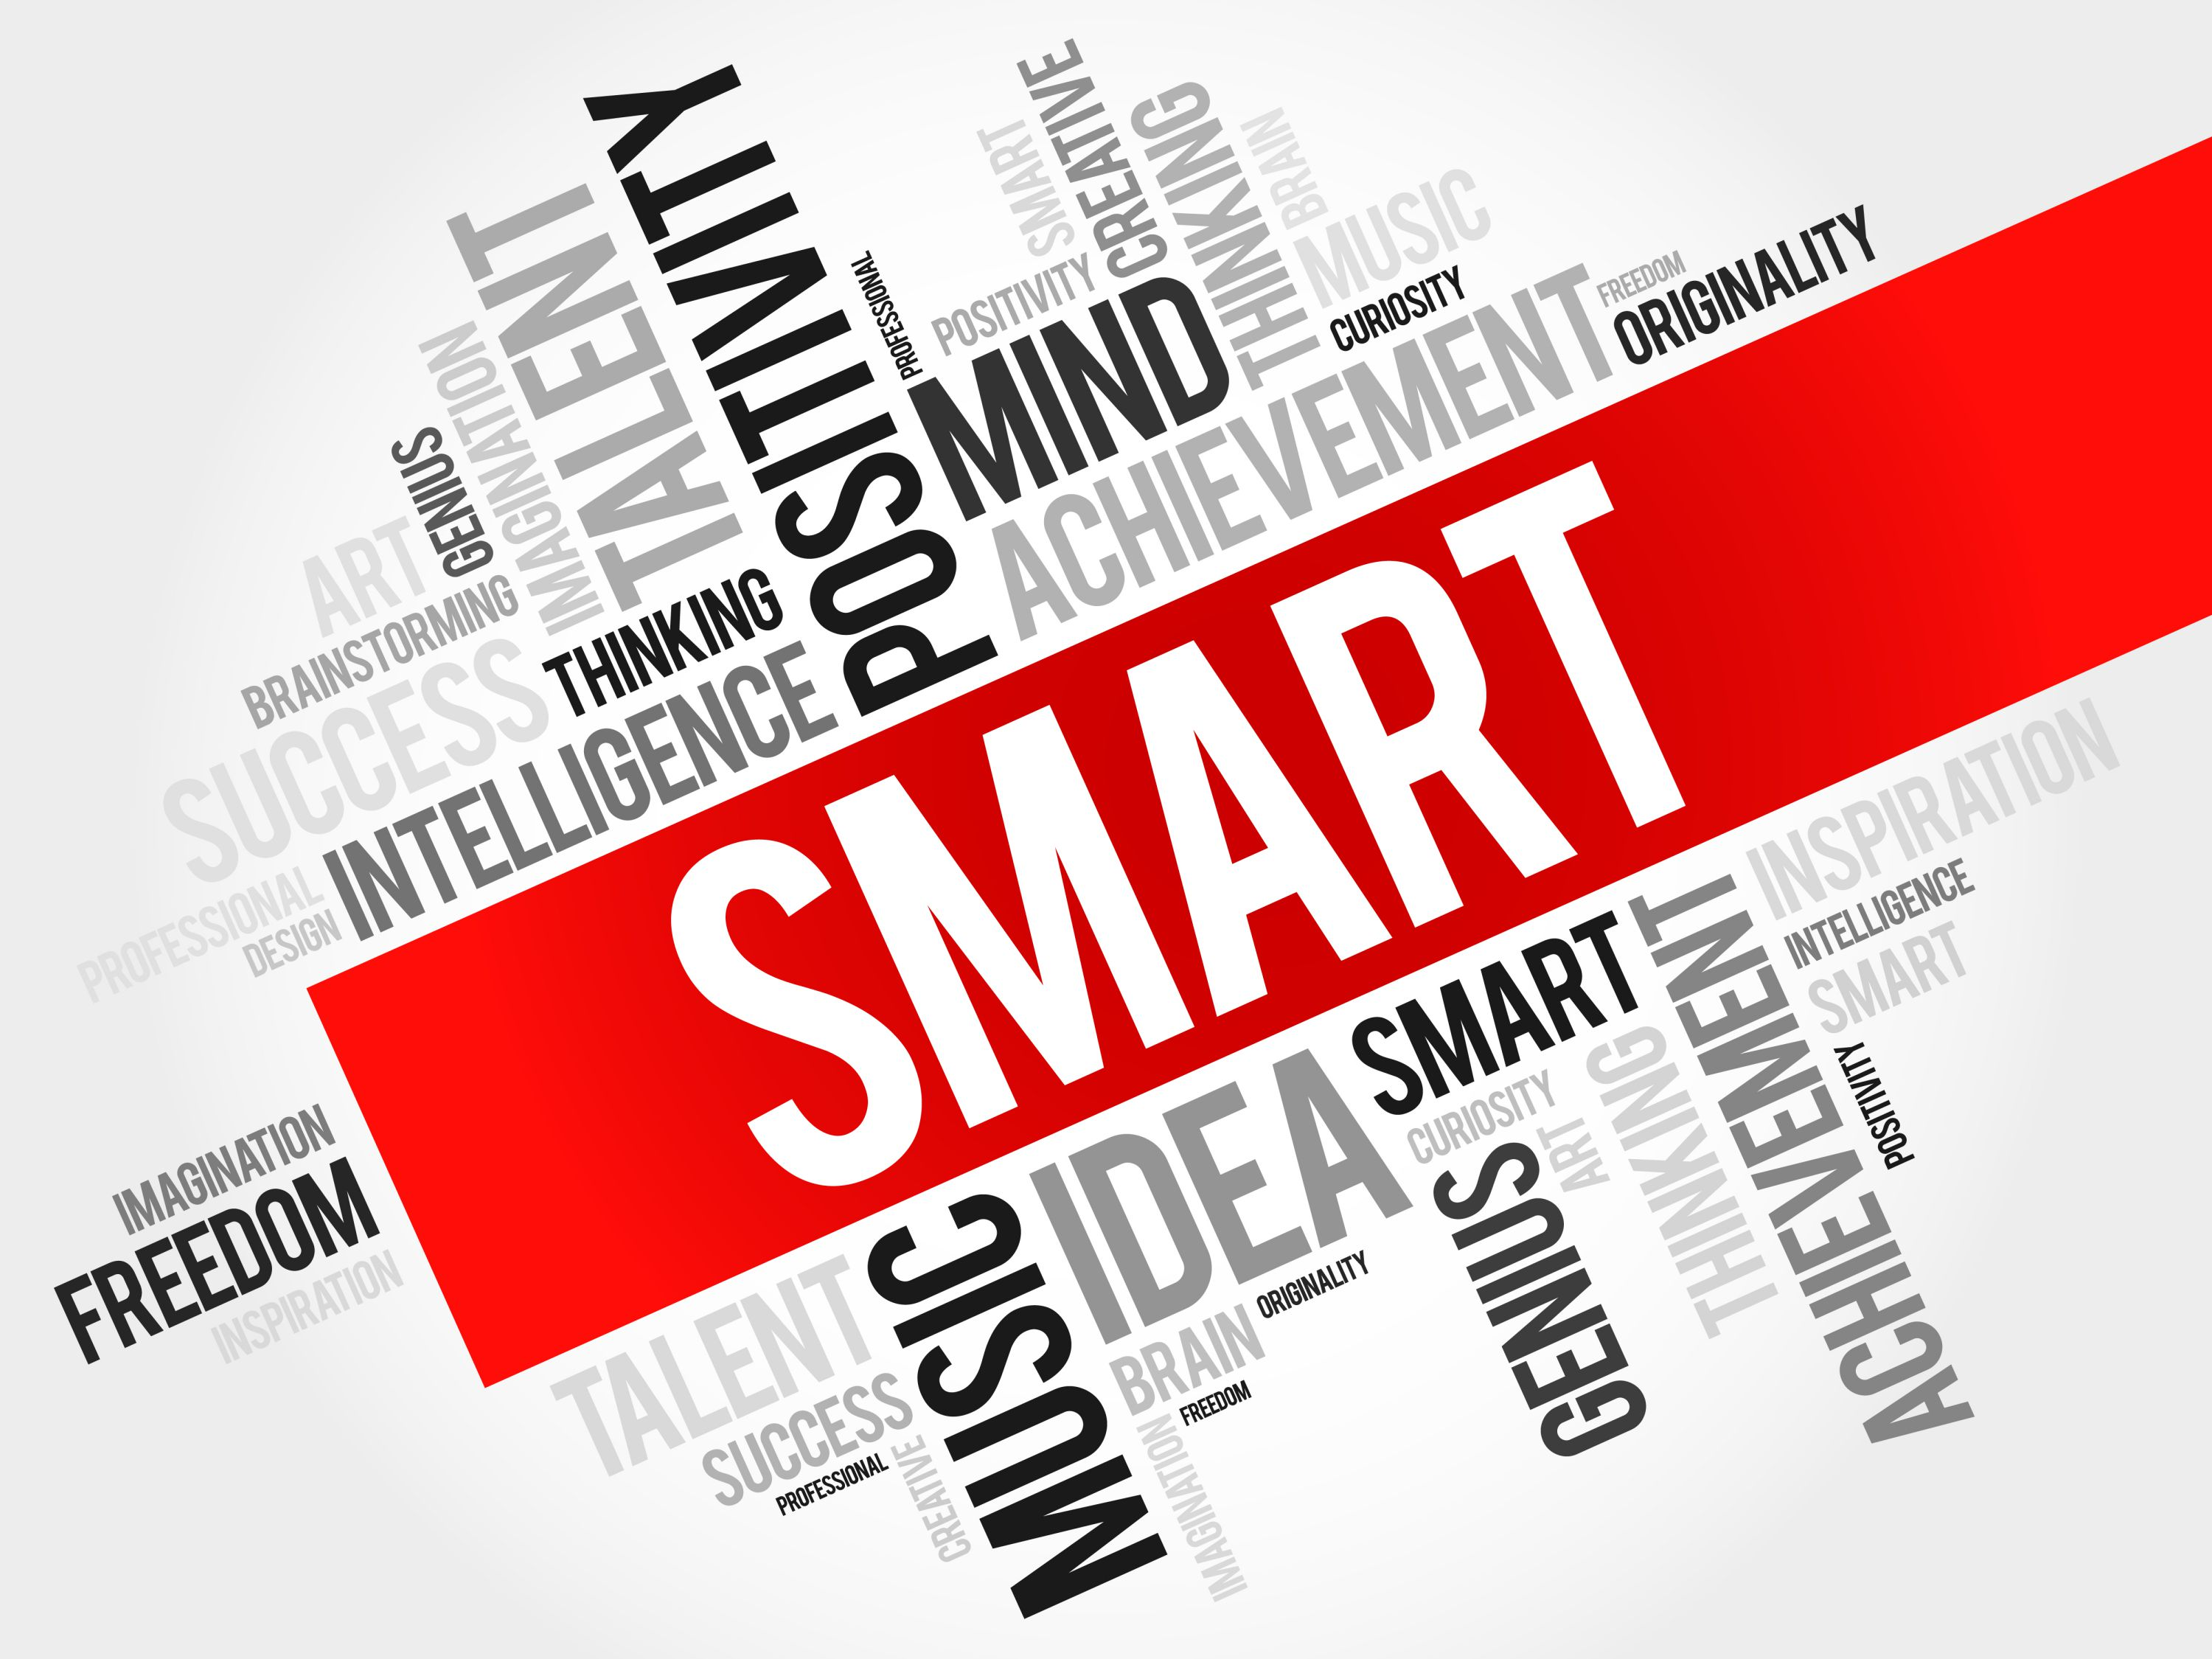 SMART
CREATIVE
THINKING
BRAIN
MUSIC
POSITIVITY
PROFESSIONAL
POSITIVITY
MIND
CURIOSITY
FREEDOM
ORIGINALITY
ACHIEVEMENT
TALENT
IMAGINATION
GENIUS
ART
BRAINSTORMING
THINKING
SUCCESS
INTELLIGENCE
PROFESSIONAL
DESIGN
SMART
IMAGINATION
FREEDOM
INSPIRATION
INSPIRATION
INTELLIGENCE
SMART
POSITIVITY
ACHIEVEMENT
SMART
THINKING
CURIOSITY
ART
GENIUS
IDEA
ORIGINALITY
BRAIN
FREEDOM
IMAGINATION
MUSIC
TALENT
SUCCESS
PROFESSIONAL
CREATIVE